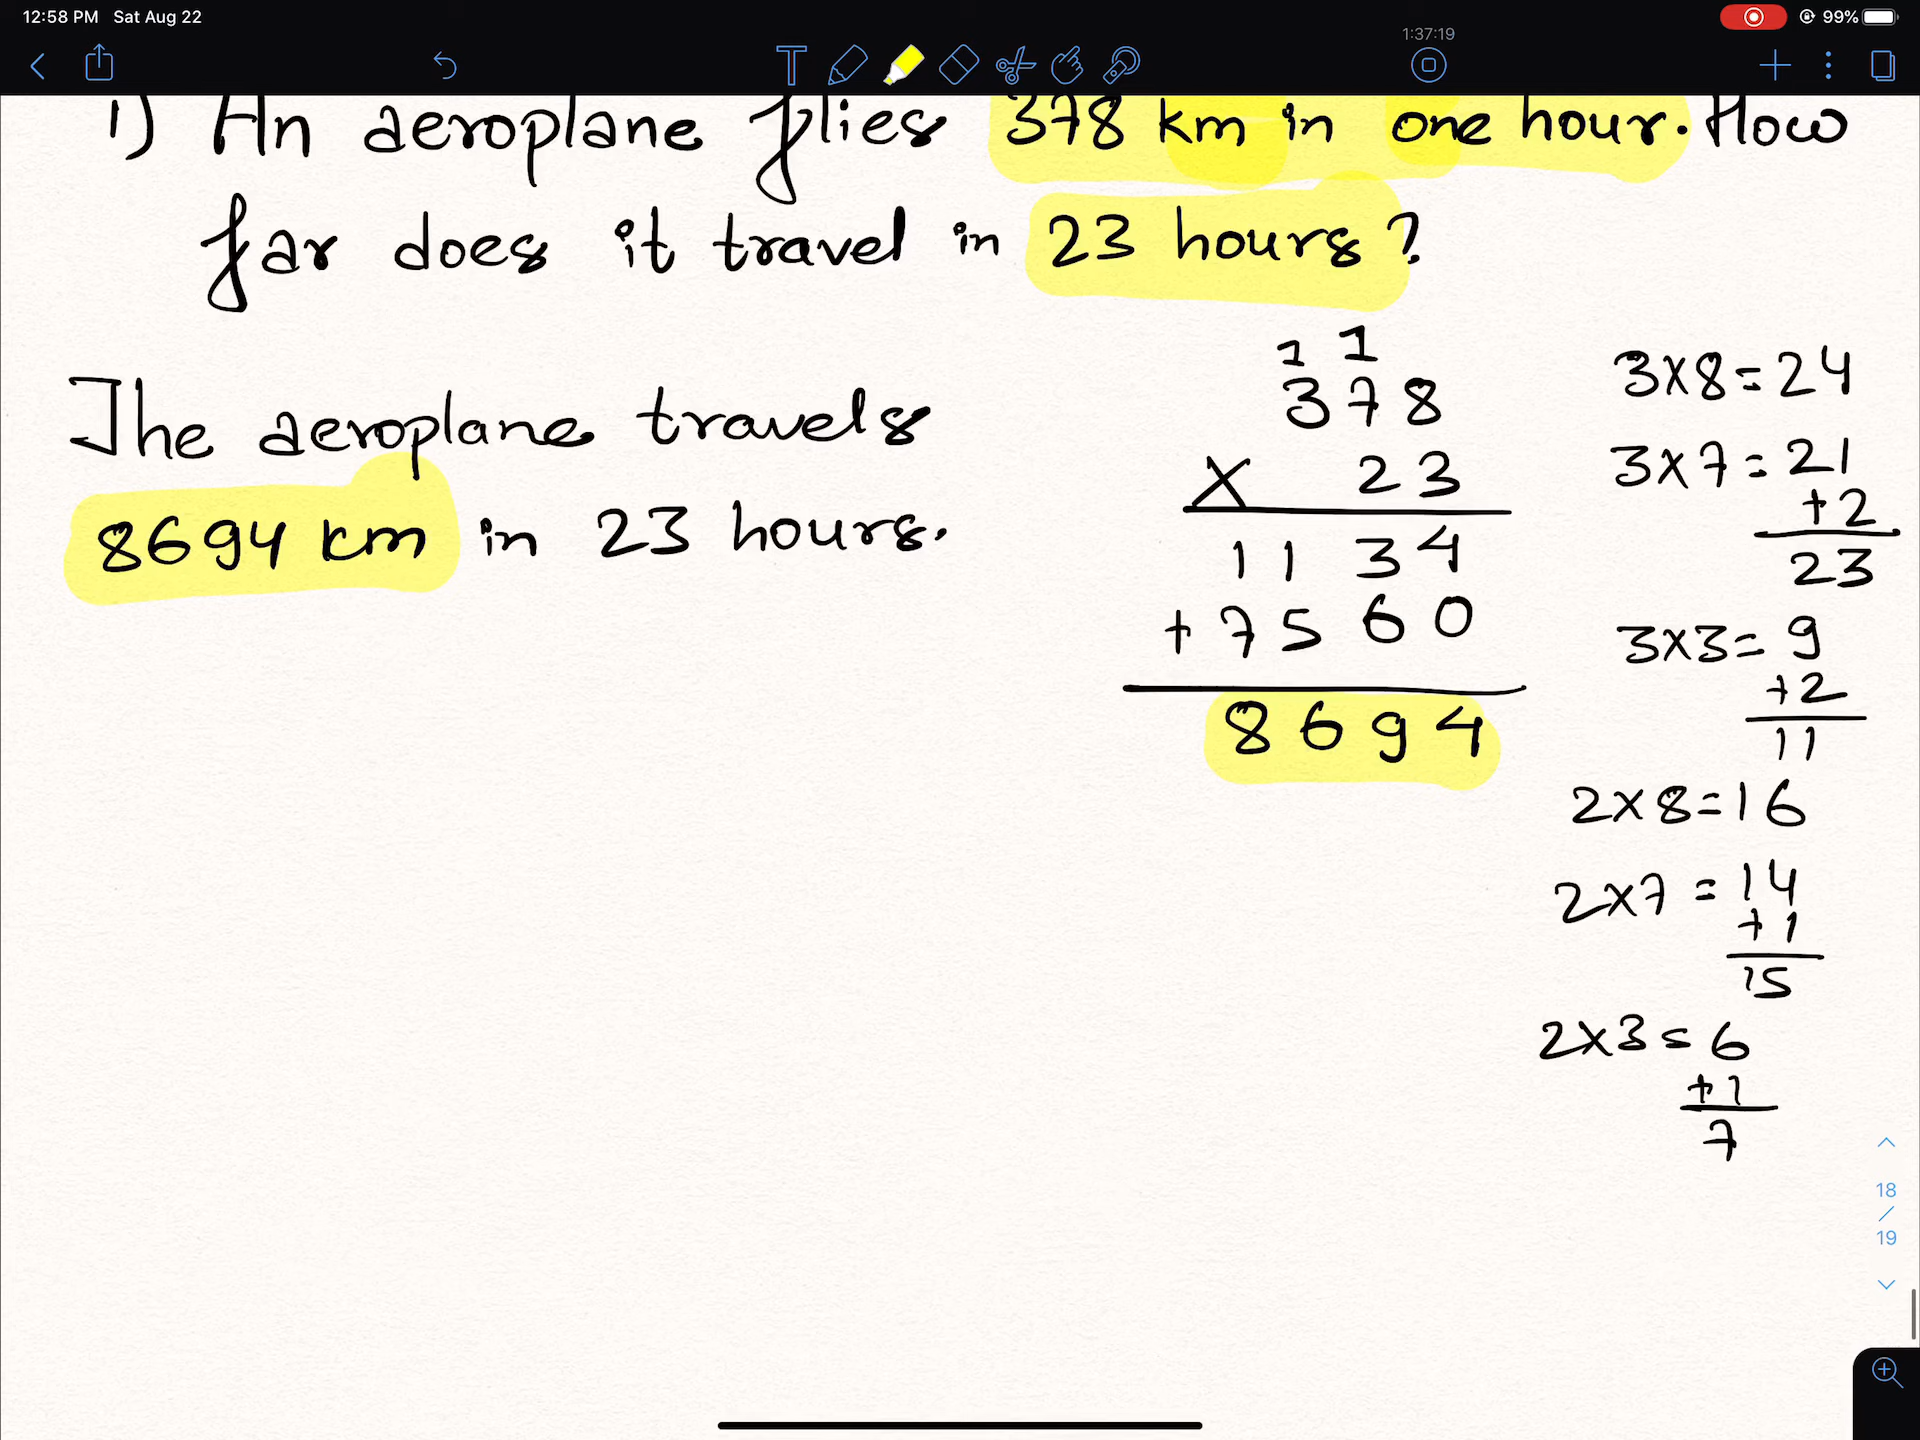 12:58 PM Sat Aug 22
99%
1:37:19
T
1) An aeroplane flies 378 km in one hour. How
far does it travel in 23 hours?
The aeroplane travels
8694 km in 23 hours.
1 1
378
X 23
1134
+ 7560
8694
3x8=24
3x7=21
+2
23
3x3=9
+2
11
2x8=16
2x7=14
+1
15
2x3=6
+1
7
18
/
19